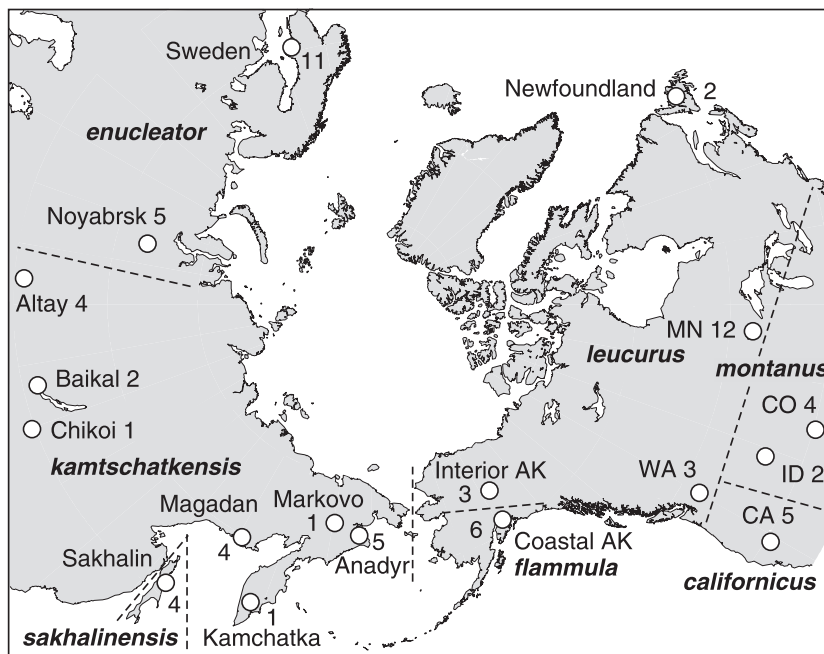 Sweden
11
Newfoundland
2
enucleator
Noyabrsk 5
Altay 4
MN 12
leucurus
montanus
Baikal 2
CO 4
Chikoi 1
kamtschatkensis
Interior AK
3
WA 3
ID 2
Magadan
4
Markovo
1
5
Anadyr
6
Coastal AK
flammula
CA 5
californicus
Sakhalin
4
sakhalinensis
1
Kamchatka